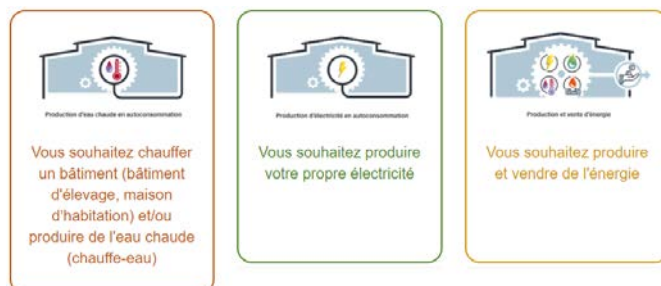 Production d'eau chaude en autoconsommation
Vous souhaitez chauffer
un bâtiment (bâtiment
d'élevage, maison
d'habitation) et/ou
produire de l'eau chaude
(chauffe-eau)
Production d'électricité en autoconsommation
Vous souhaitez produire
votre propre électricité
Production et vente d'énergie
Vous souhaitez produire
et vendre de l'énergie